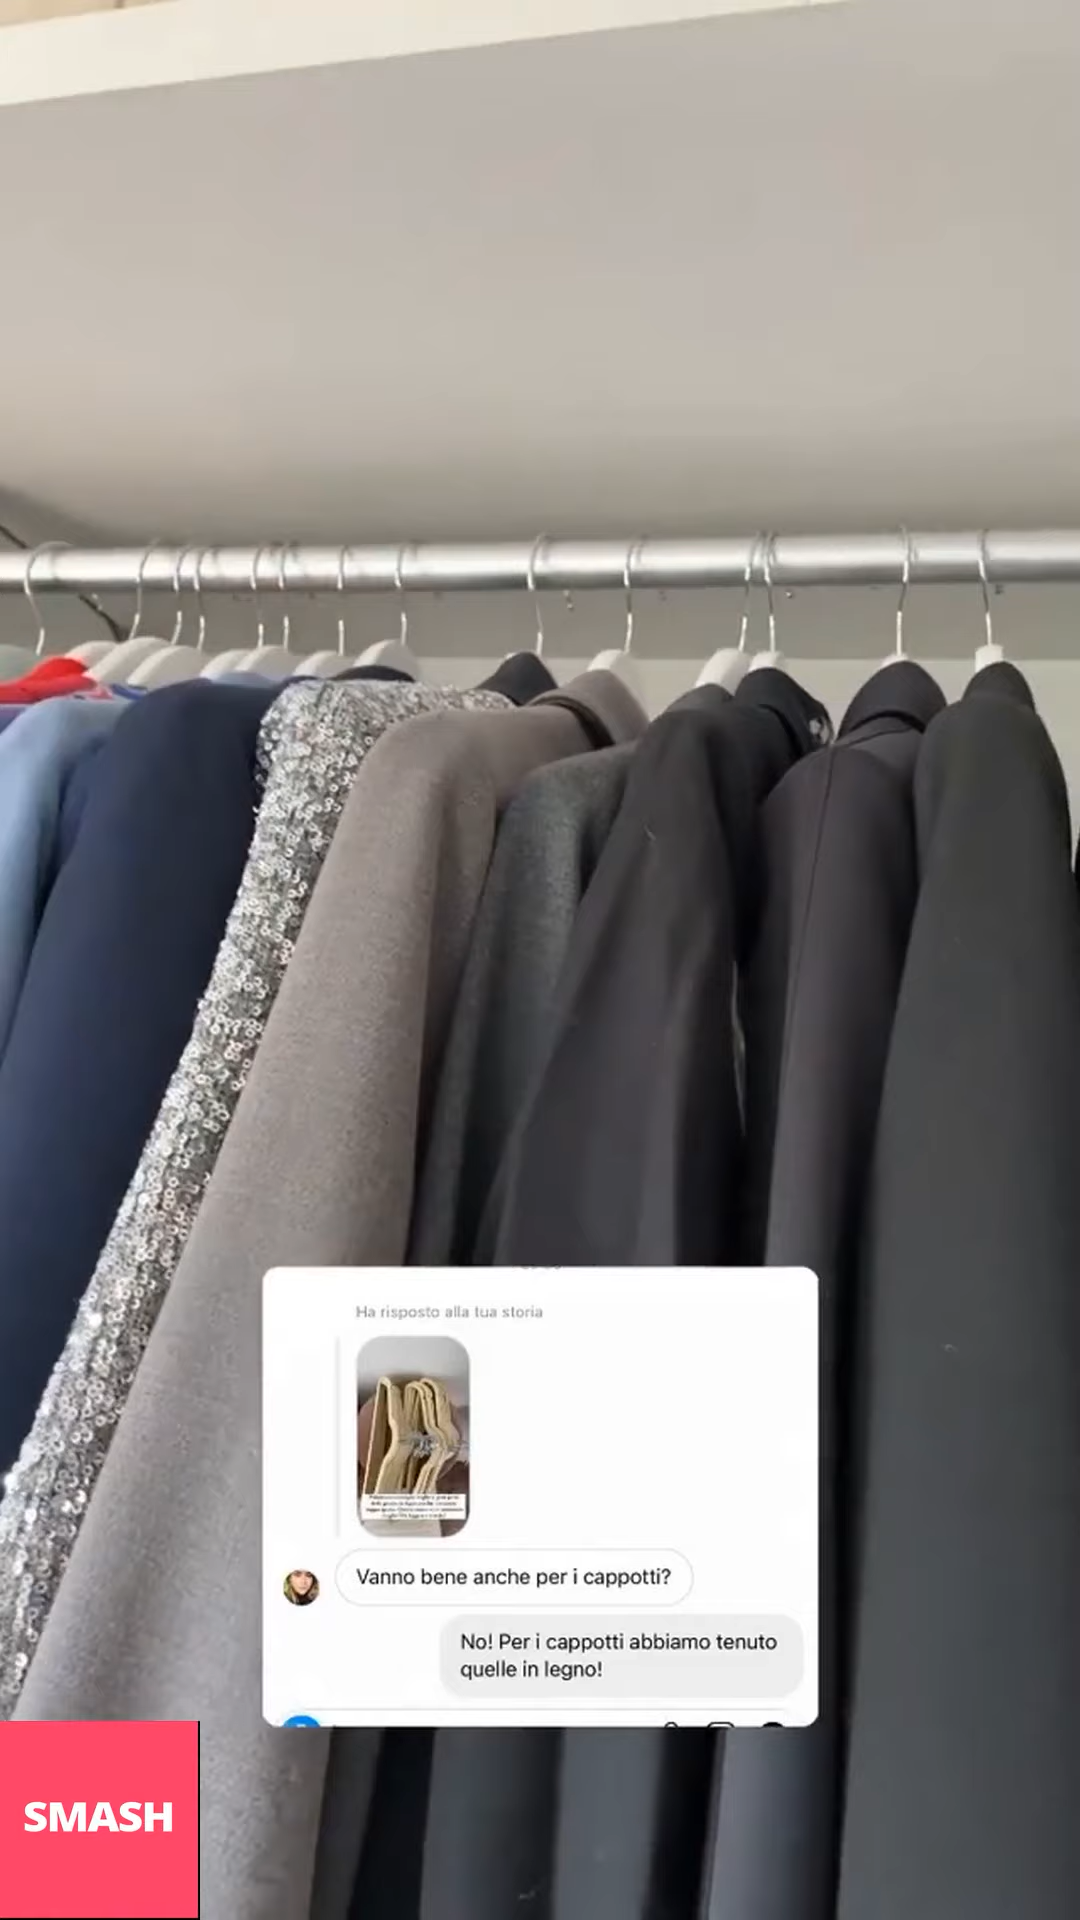 Ha risposto alla tua storia
Vanno bene anche per i cappotti?
No! Per i cappotti abbiamo tenuto
quelle in legno!
SMASH